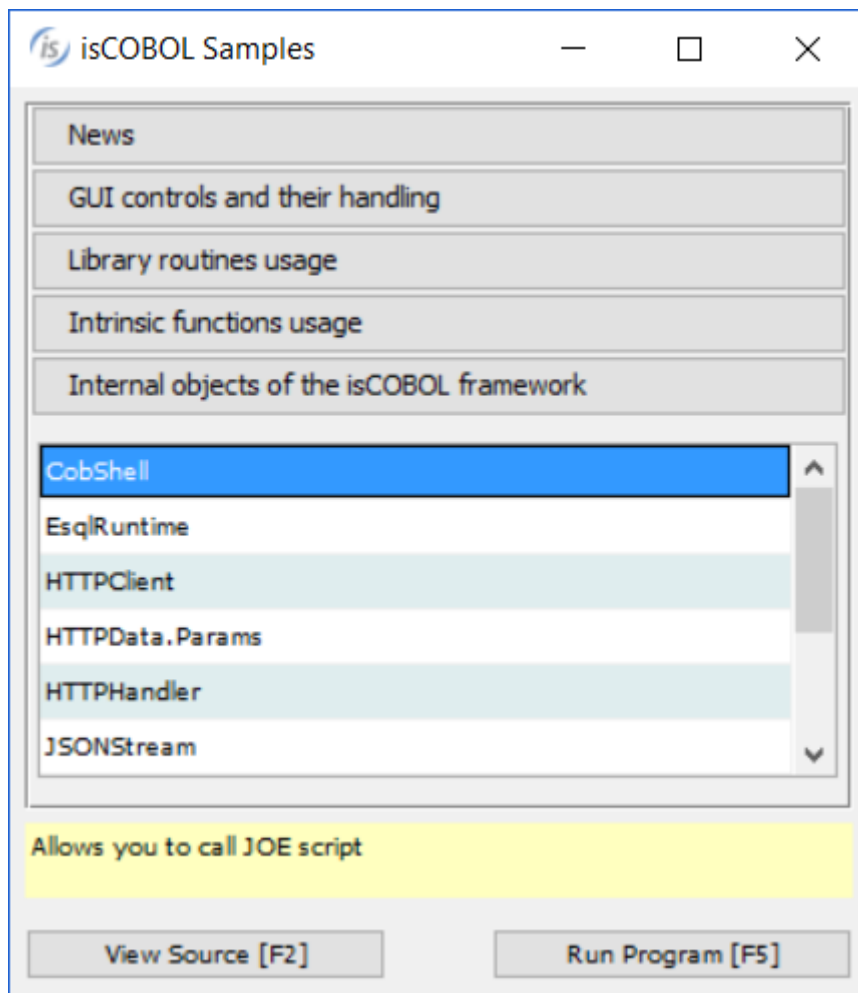 is isCOBOL Samples
News
GUI controls and their handling
Library routines usage
Intrinsic functions usage
Internal objects of the isCOBOL framework
CobShell
EsqlRuntime
HTTPClient
HTTPData.Params
HTTPHandler
JSONStream
Allows you to call JOE script
View Source [F2] Run Program [F5]